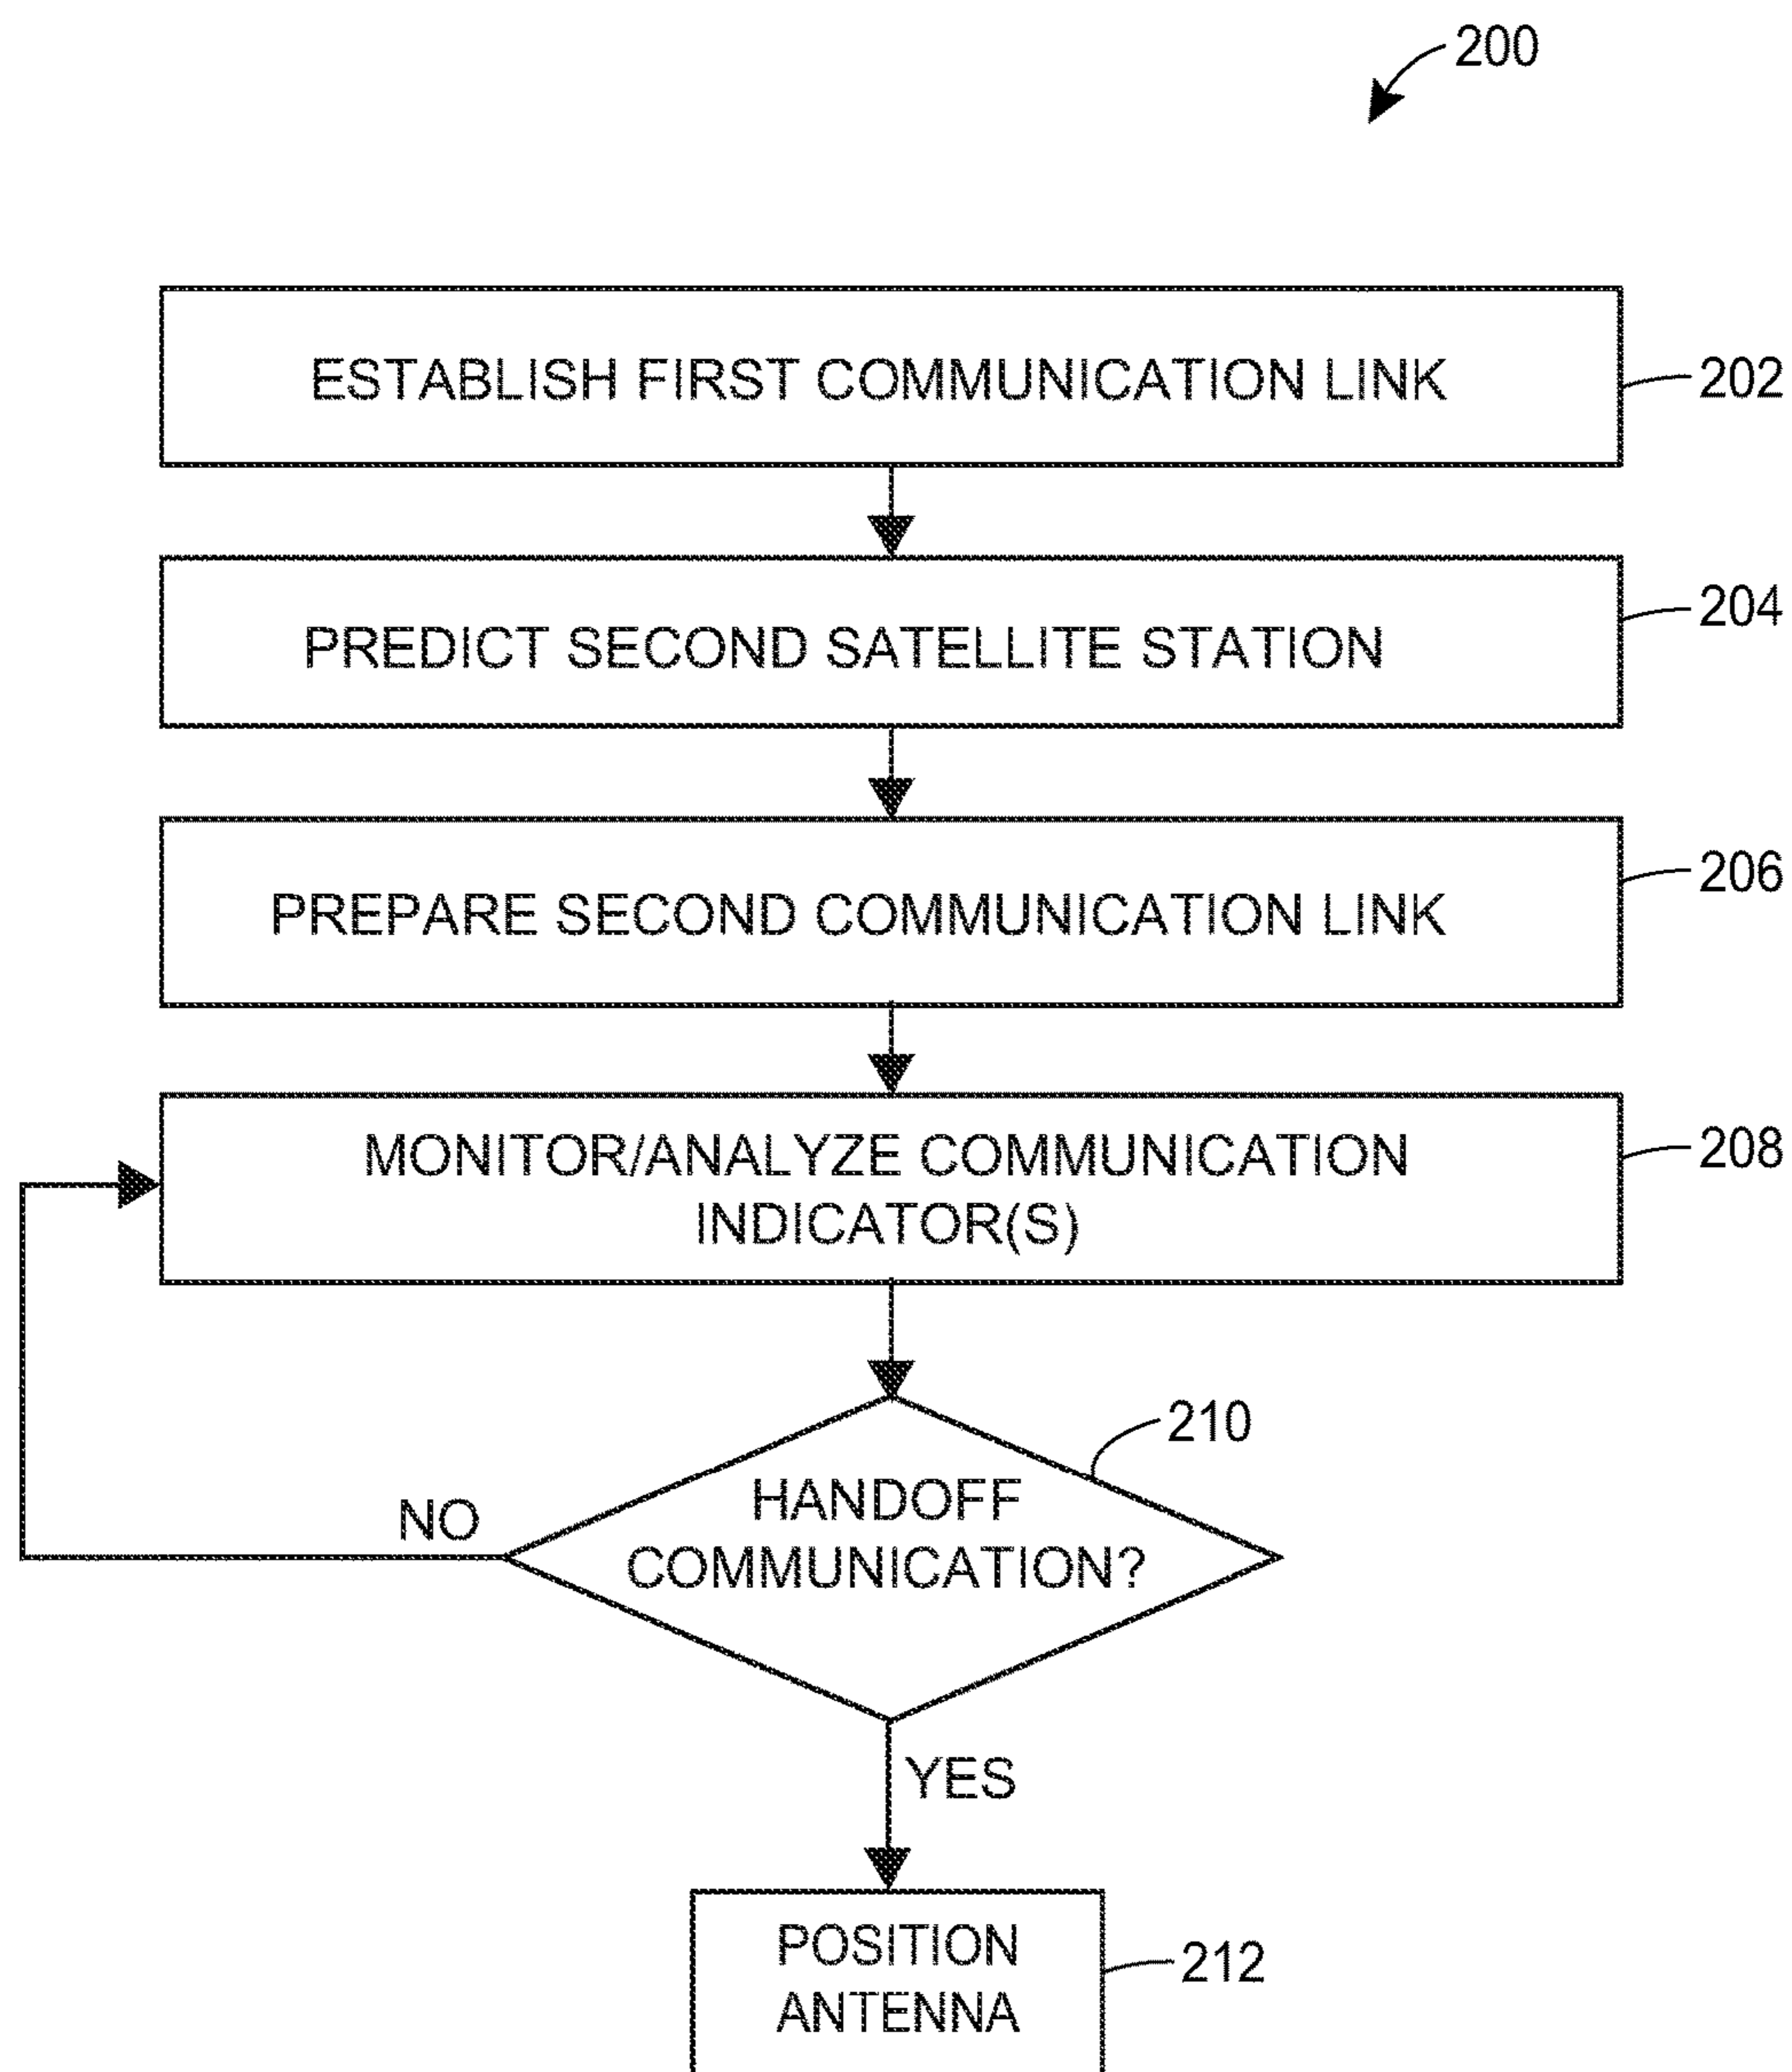 200
ESTABLISH FIRST COMMUNICATION LINK
202
PREDICT SECOND SATELLITE STATION
204
PREPARE SECOND COMMUNICATION LINK
206
MONITOR/ANALYZE COMMUNICATION
INDICATOR(S)
208
HANDOFF
COMMUNICATION?
210
NO
YES
POSITION
ANTENNA
212